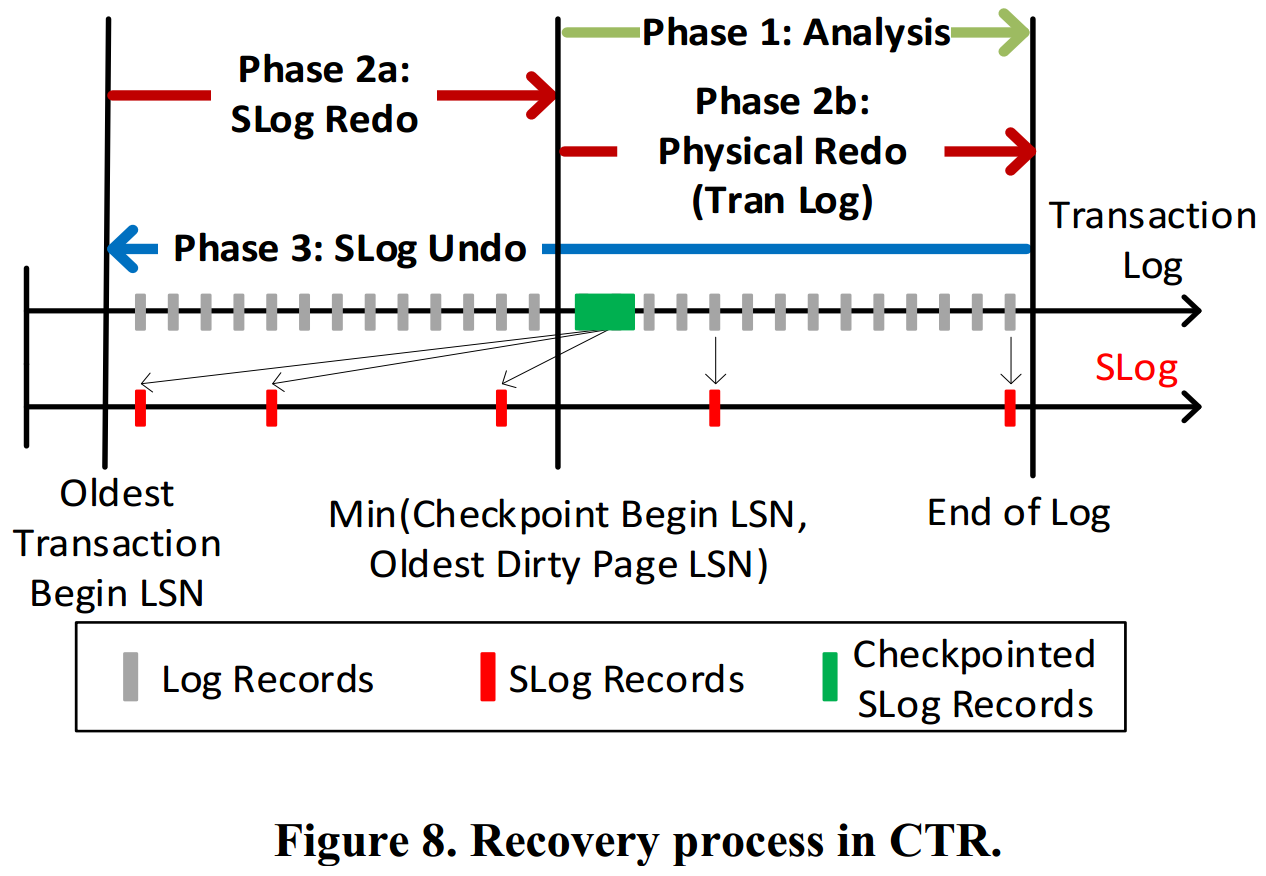 Phase 1: Analysis
Phase 2a:
SLog Redo
Phase 2b:
Physical Redo
(Tran Log)
Phase 3: SLog Undo
Transaction
Log
SLog
Oldest
Transaction
Begin LSN
Min(Checkpoint Begin LSN,
Oldest Dirty Page LSN)
End of Log
Log Records
SLog Records
Checkpointed
SLog Records
Figure 8. Recovery process in CTR.